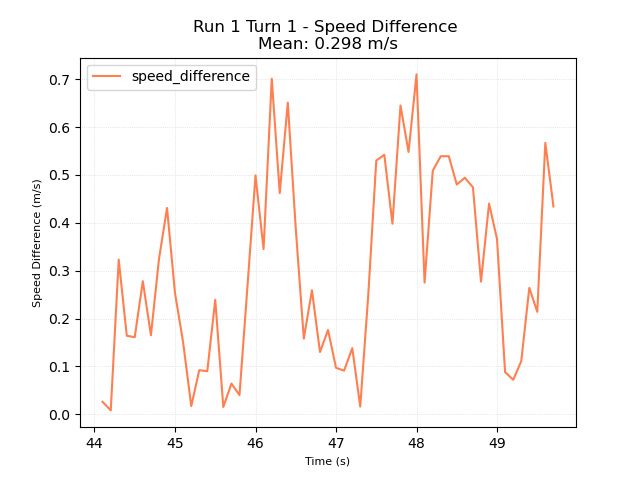 Run 1 Turn 1 - Speed Difference
Mean: 0.298 m/s
speed_difference
0.7
0.6
0.5
0.4
0.3
0.2
0.1
0.0
Speed Difference (m/s)
44 45 46 47 48 49
Time (s)